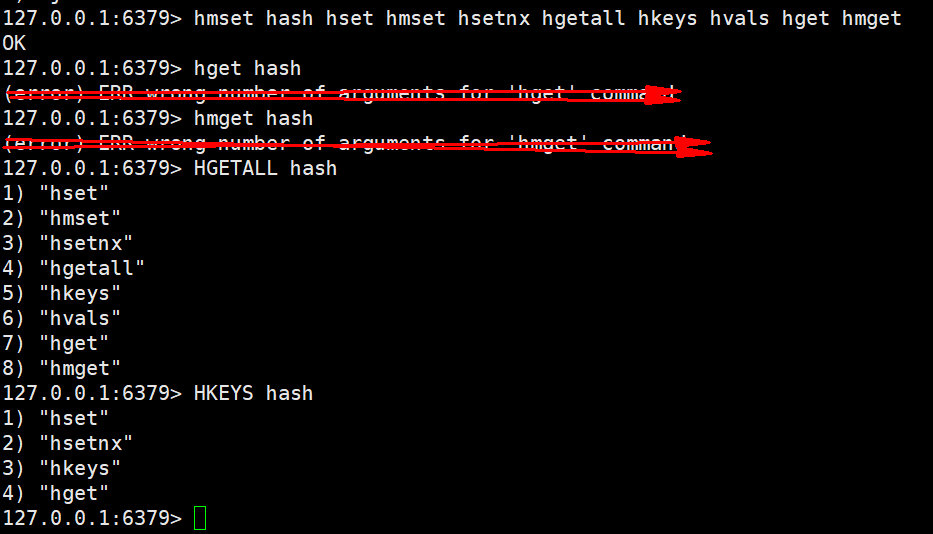 127.0.0.1:6379> hmset hash hset hmset hsetnx hgetall hkeys hvals hget hmget
OK
127.0.0.1:6379> hget hash
(error) ERR wrong number of arguments for 'hget' command
127.0.0.1:6379> hmget hash
(error) ERR wrong number of arguments for 'hmget' command
127.0.0.1:6379> HGETALL hash
1) "hset"
2) "hmset"
3) "hsetnx"
4) "hgetall"
5) "hkeys"
6) "hvals"
7) "hget"
8) "hmget"
127.0.0.1:6379> HKEYS hash
1) "hset"
2) "hsetnx"
3) "hkeys"
4) "hget"
127.0.0.1:6379>